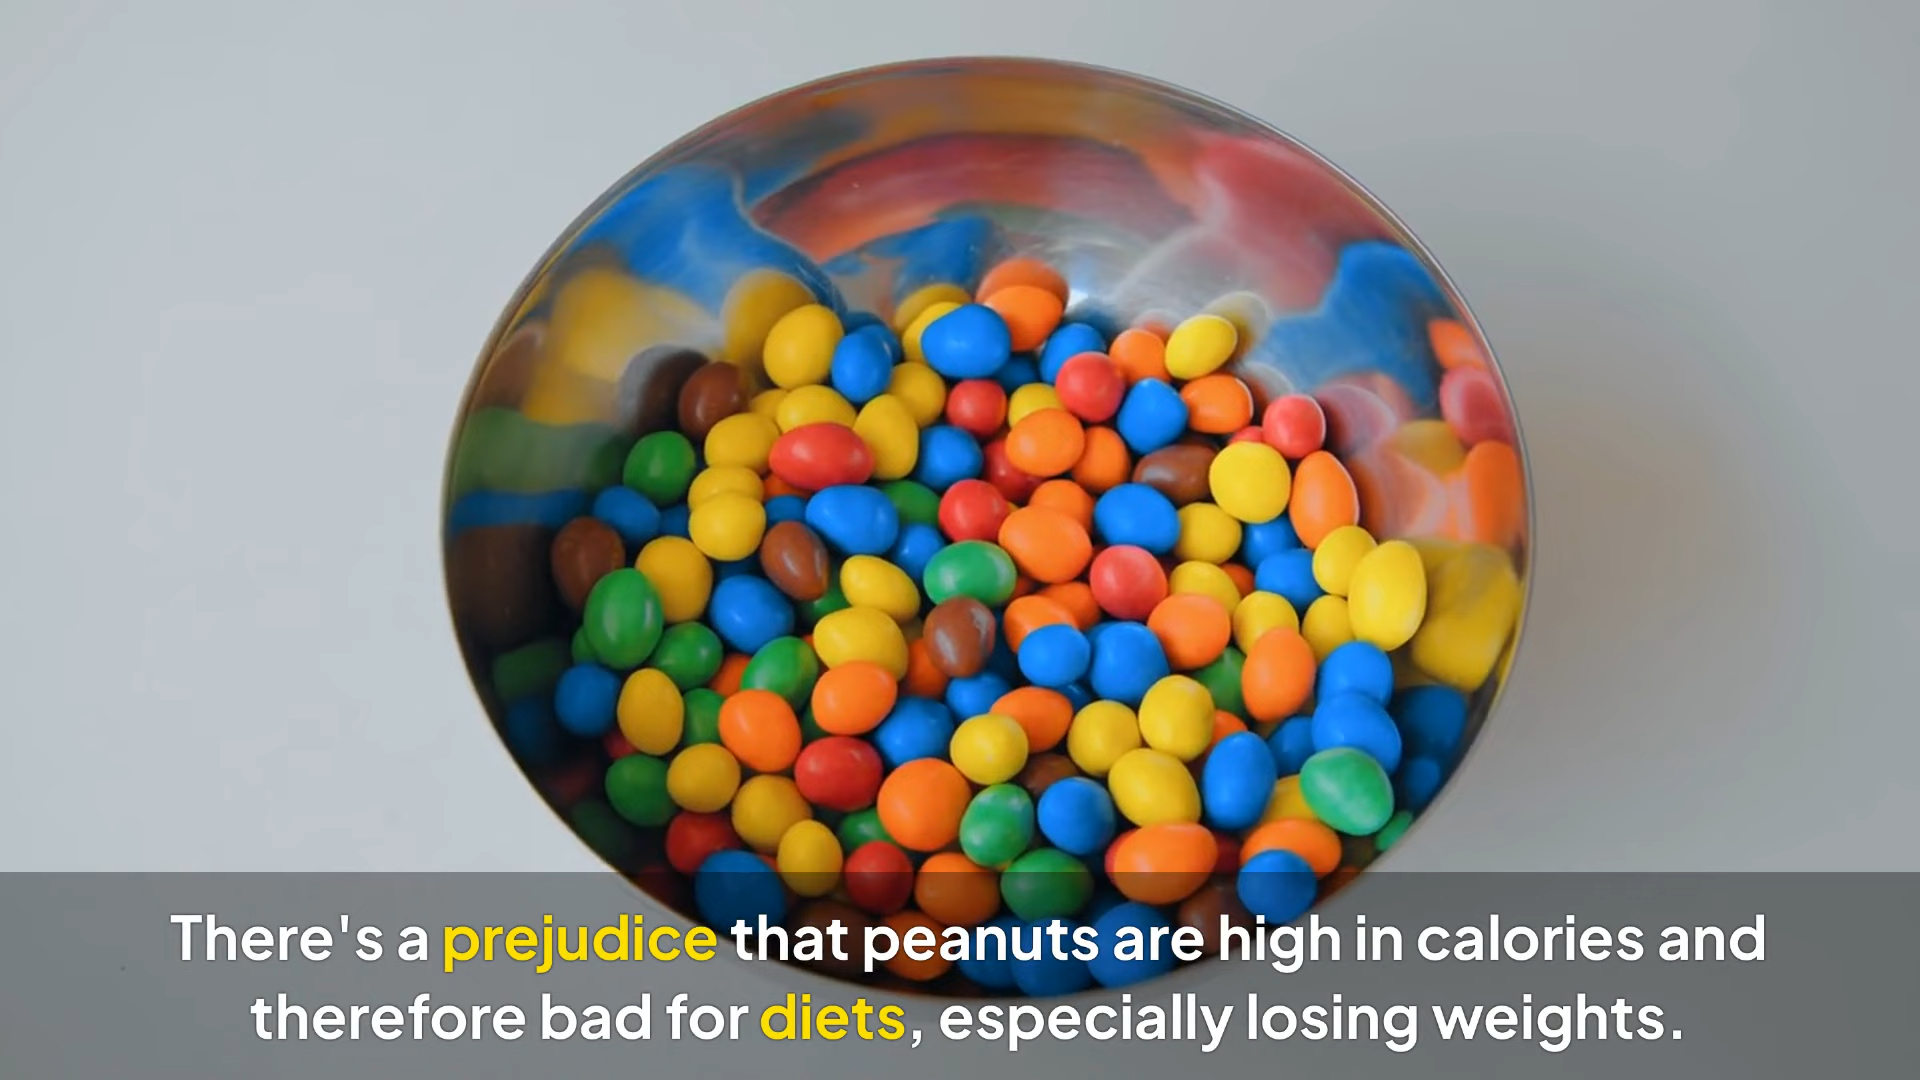 There's a prejudice that peanuts are high in calories and
therefore bad for diets, especially losing weights.